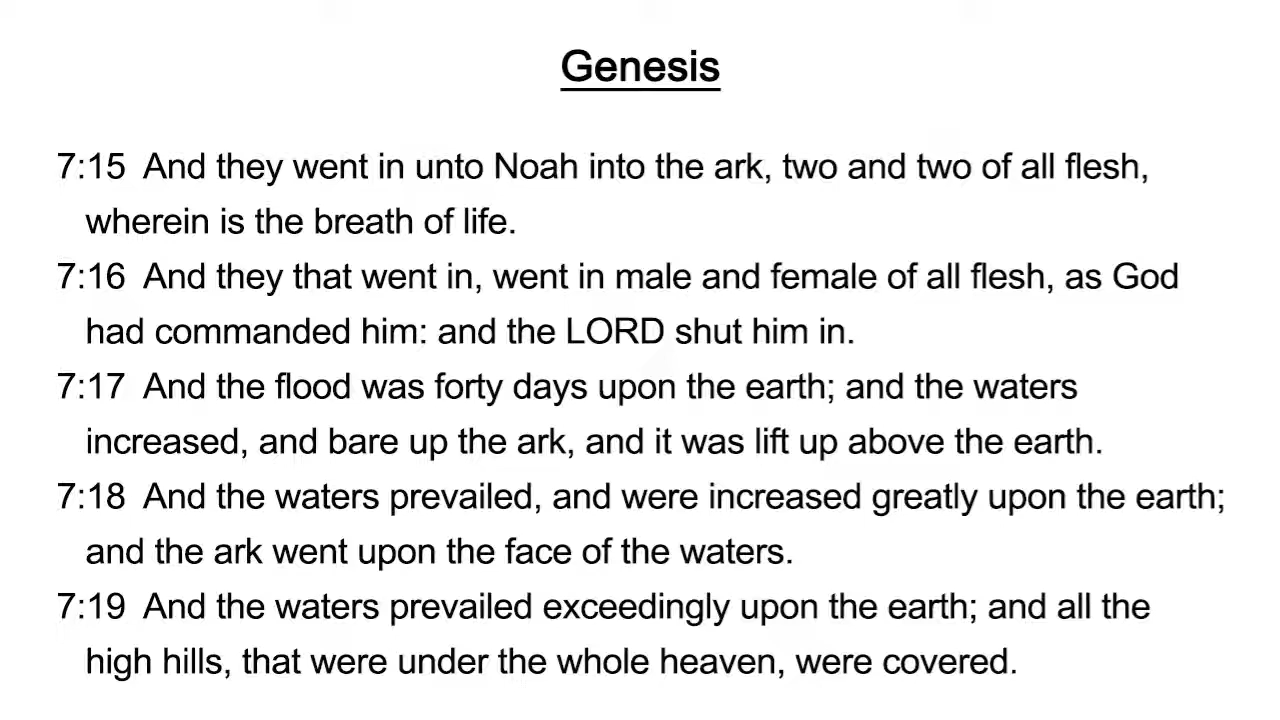 Genesis
7:15 And they went in unto Noah into the ark, two and two of all flesh,
wherein is the breath of life.
7:16 And they that went in, went in male and female of all flesh, as God
had commanded him: and the LORD shut him in.
7:17 And the flood was forty days upon the earth; and the waters
increased, and bare up the ark, and it was lift up above the earth.
7:18 And the waters prevailed, and were increased greatly upon the earth;
and the ark went upon the face of the waters.
7:19 And the waters prevailed exceedingly upon the earth; and all the
high hills, that were under the whole heaven, were covered.